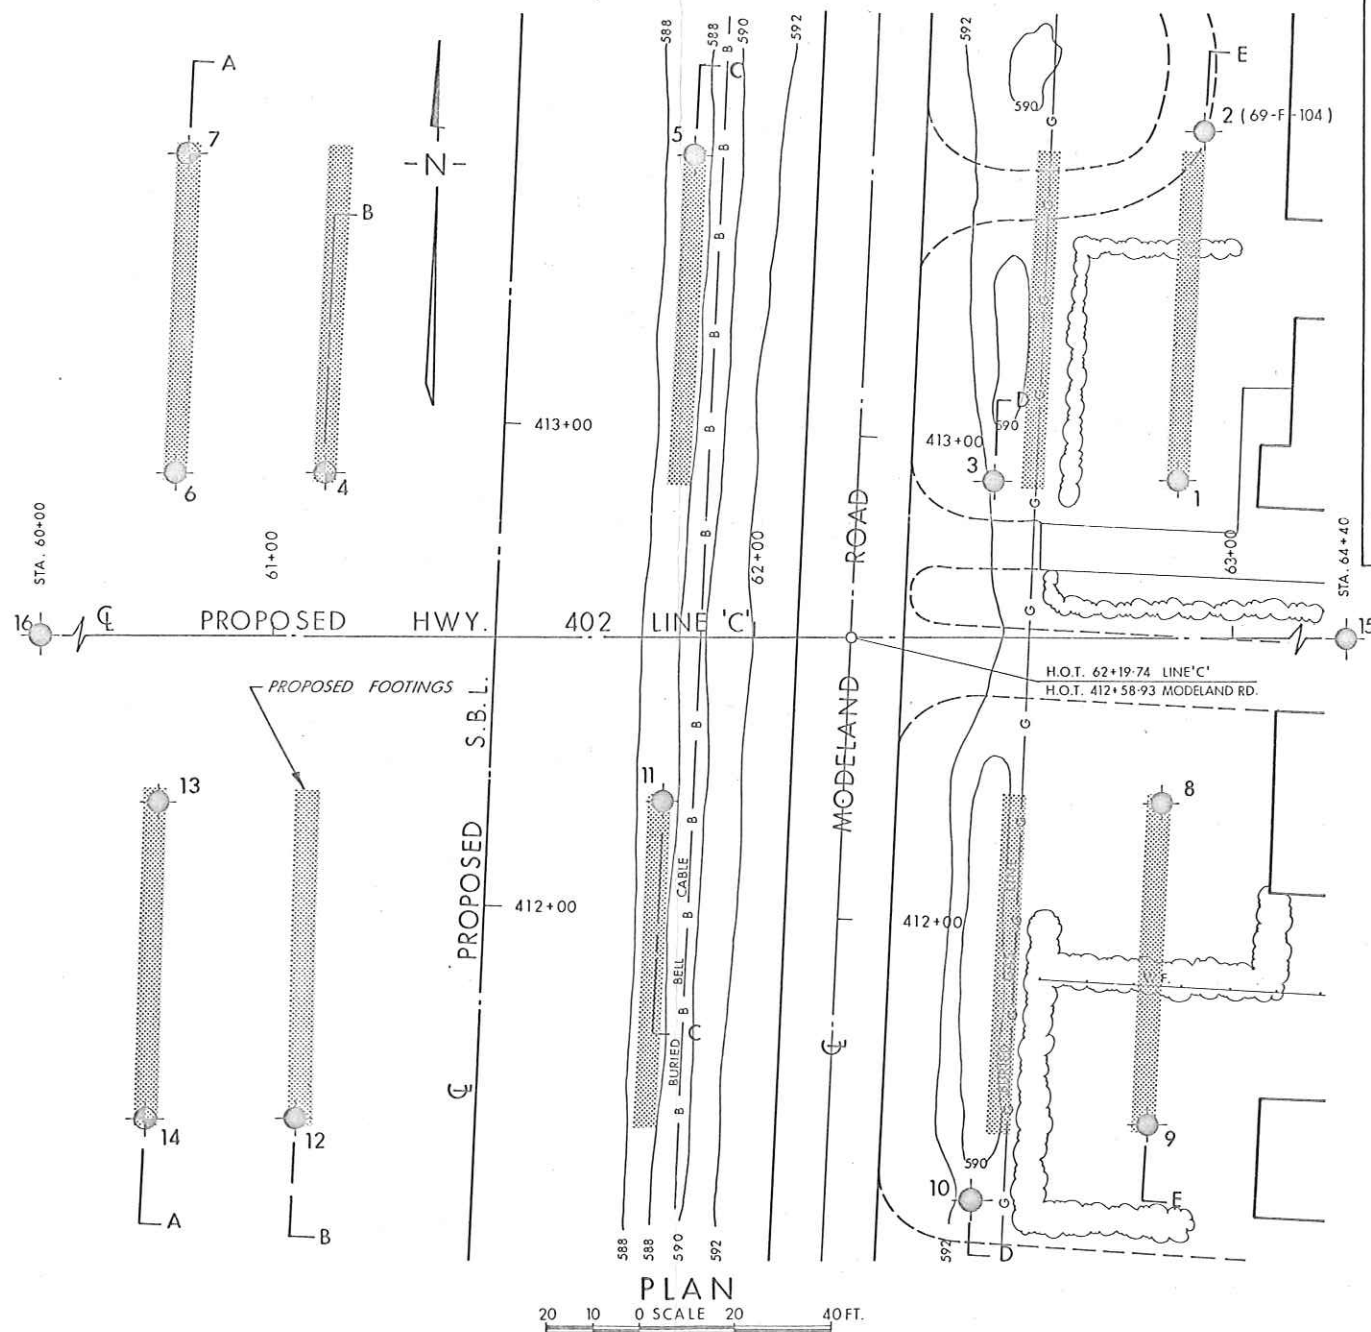 588
588
590
592
592
B
A
C
E
590
G
2 (69-F-104)
7
5
B
-N-
B
G
B
B
G
B
413+00
D
590
B
413+00
3
6
4
1
G
ROAD
STA. 60+00
61+00
B
62+00
63+00
STA. 64+40
G
16
℄ PROPOSED HWY. 402 LINE 'C'
15
H.O.T. 62+19.74 LINE 'C'
H.O.T. 412+58.93 MODELAND RD.
PROPOSED FOOTINGS
℄ PROPOSED S.B.L.
B
G
℄ MODELAND
13
11
8
B
412+00
412+00
B
BURIED BELL CABLE
B
C
B
G
14
12
9
590
10
G
A
B
D
E
588
588
590
592
592
PLAN
20 10 0 SCALE 20 40 FT.